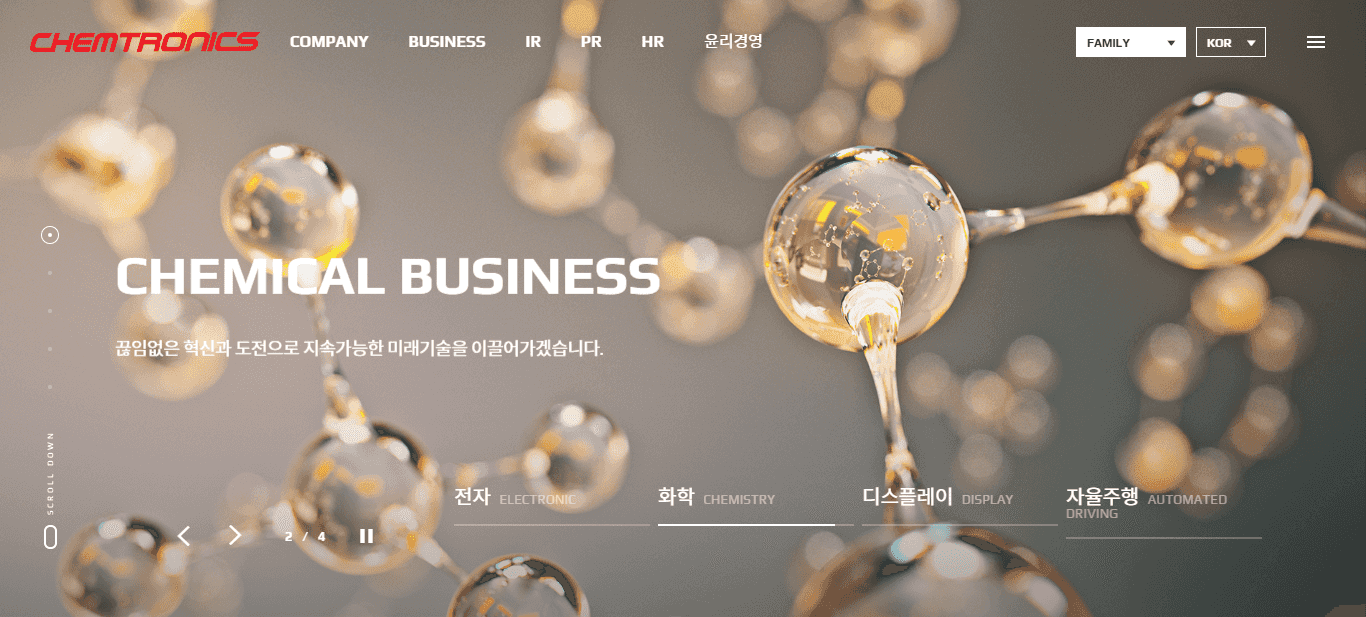 CHEMTRONICS
COMPANY BUSINESS IR PR HR 윤리경영
FAMILY
KOR
CHEMICAL BUSINESS
끊임없은 혁신과 도전으로 지속가능한 미래기술을 이끌어가겠습니다.
SCROLL DOWN
2 / 4
전자 ELECTRONIC
화학 CHEMISTRY
디스플레이 DISPLAY
자율주행 AUTOMATED
DRIVING